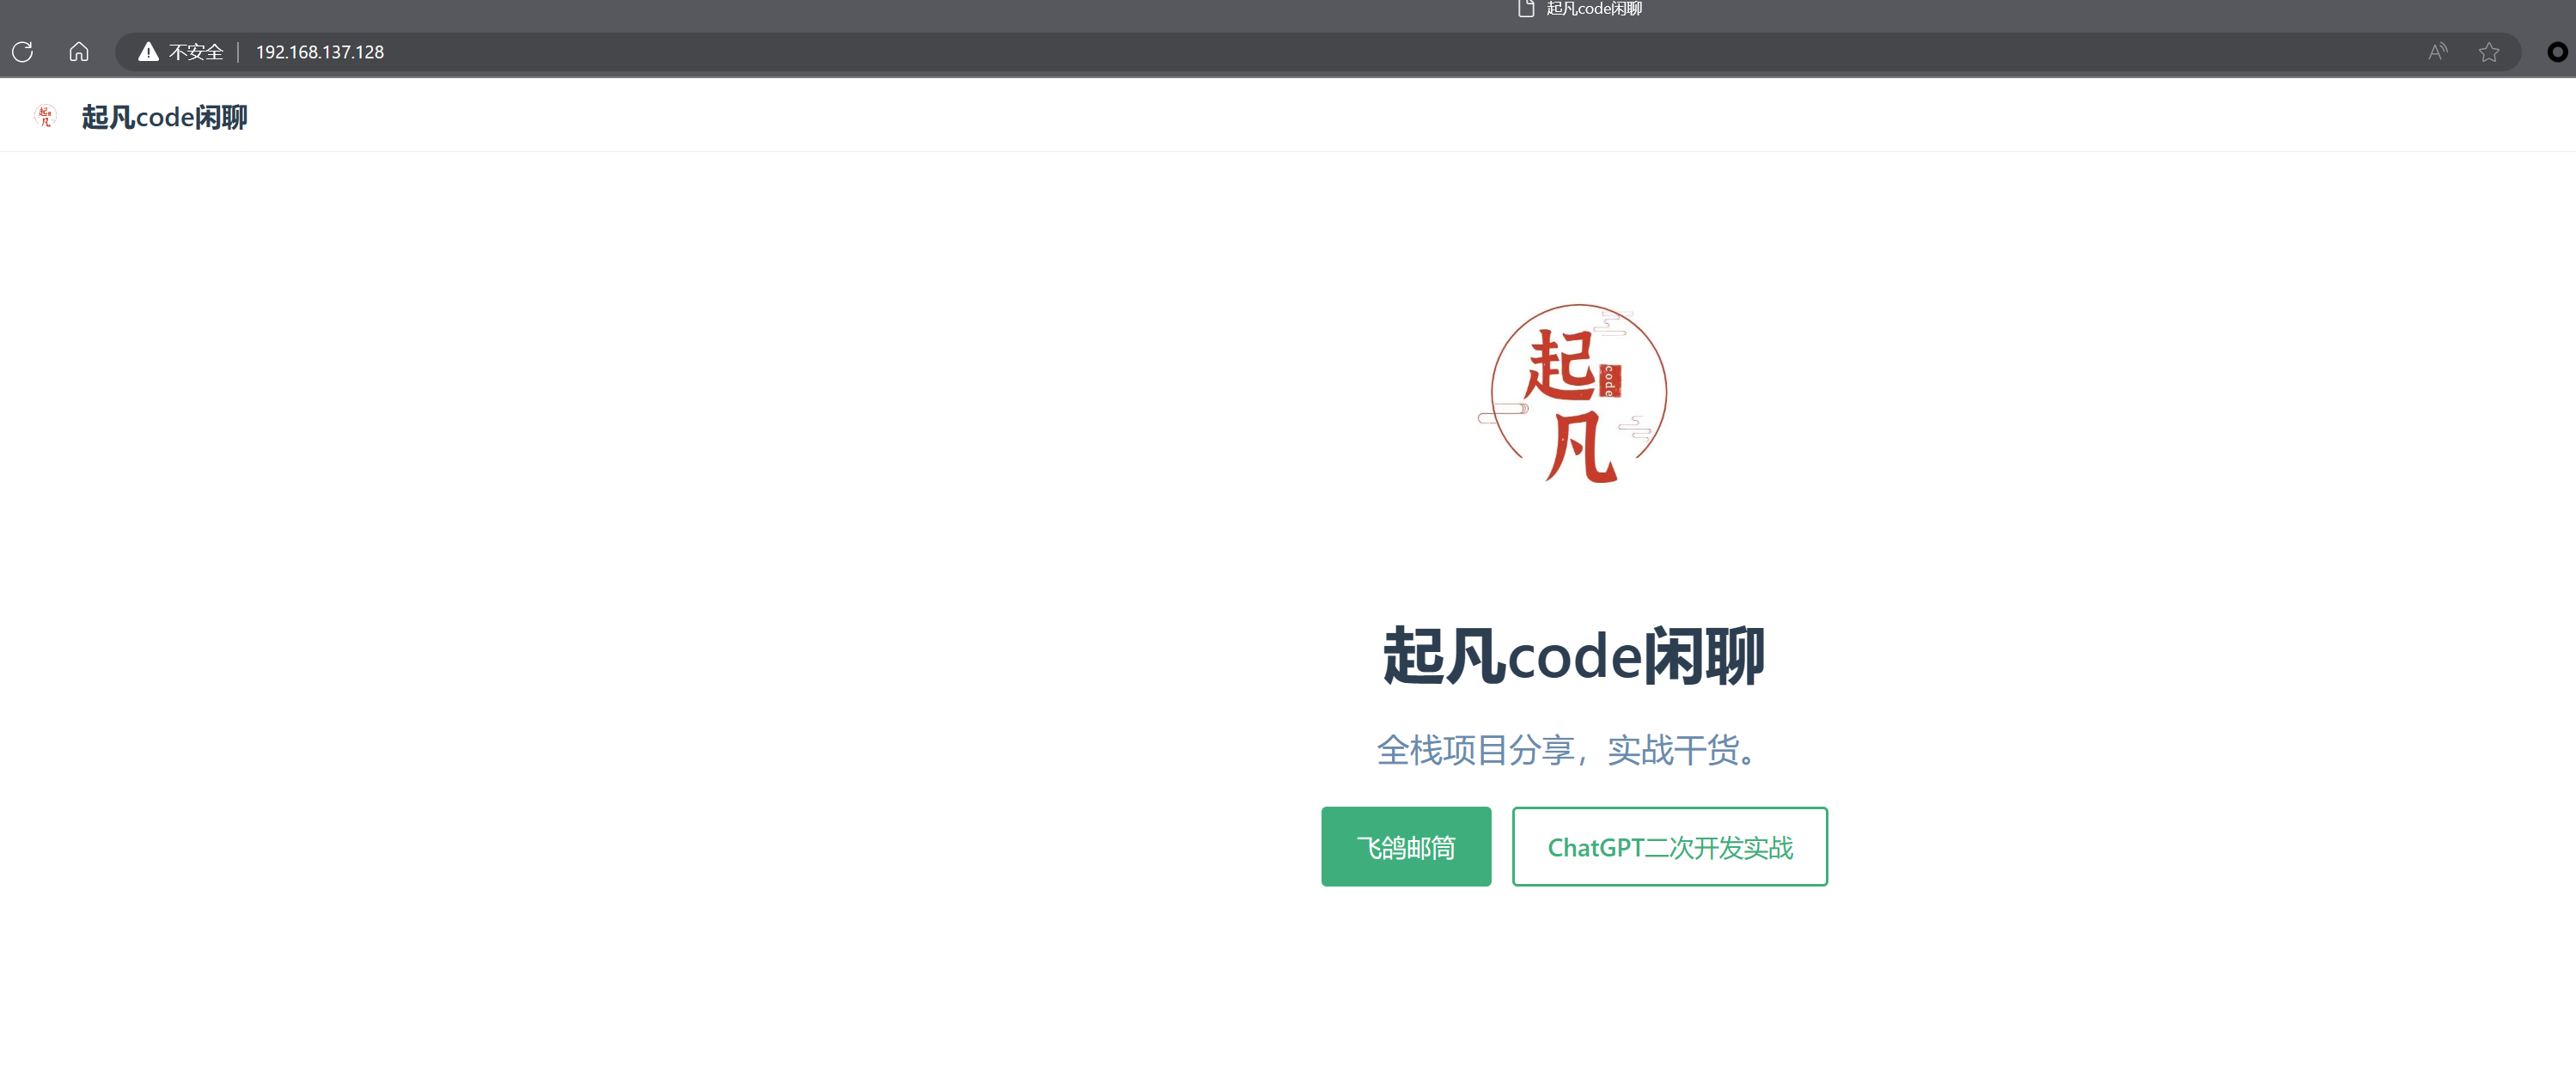 起凡code闲聊
不安全
192.168.137.128
起凡
起凡code闲聊
起
code
凡
起凡code闲聊
全栈项目分享，实战干货。
飞鸽邮筒
ChatGPT二次开发实战